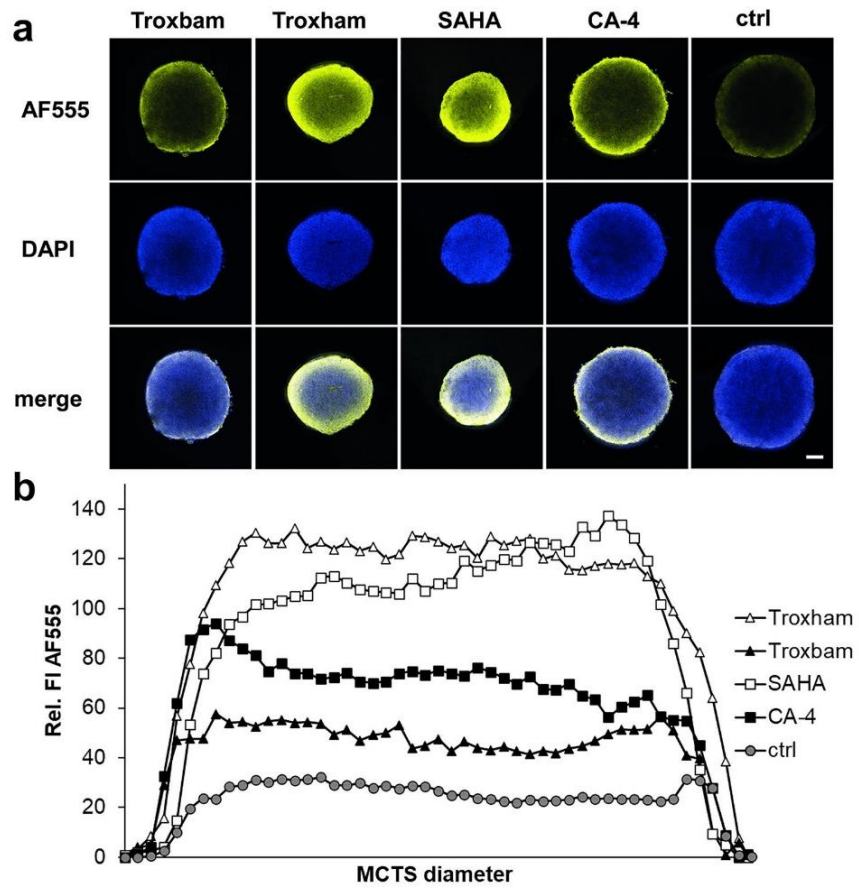 a
Troxbam Troxham SAHA CA-4 ctrl
AF555
DAPI
merge
b
140
120
100
80
60
40
20
0
Rel. FI AF555
MCTS diameter
Troxham
Troxbam
SAHA
CA-4
ctrl